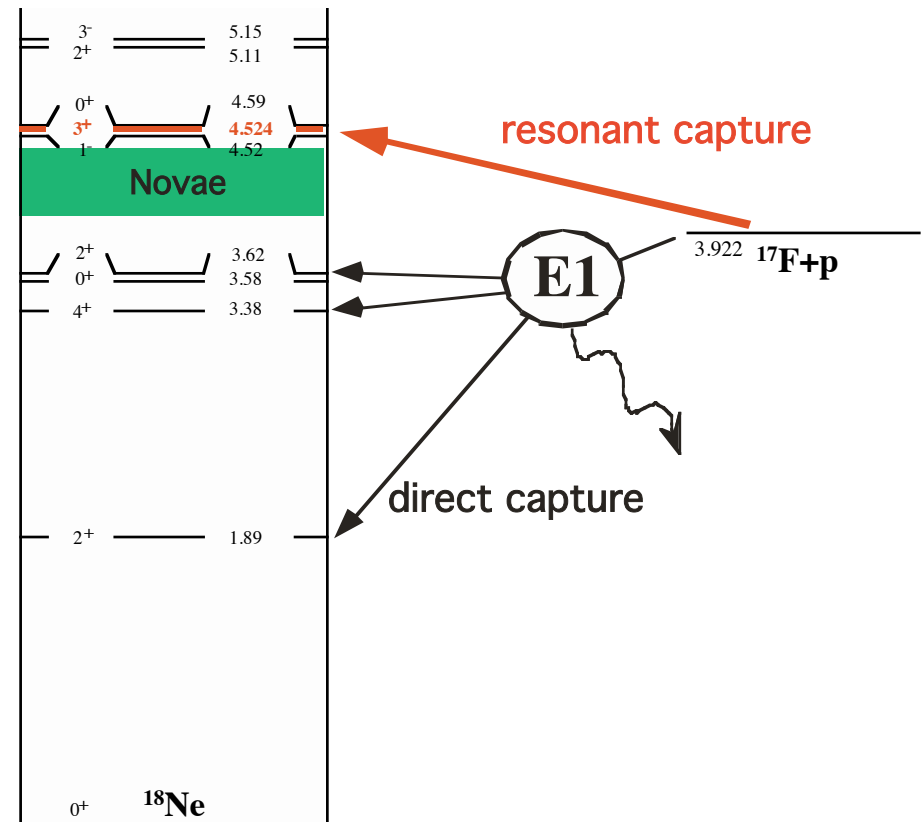 3⁻ 5.15
2⁺ 5.11
0⁺ 4.59
3⁺ 4.524
1⁻ 4.52
resonant capture
Novae
3.922 ¹⁷F+p
2⁺ 3.62
0⁺ 3.58
E1
4⁺ 3.38
direct capture
2⁺ 1.89
0⁺ ¹⁸Ne